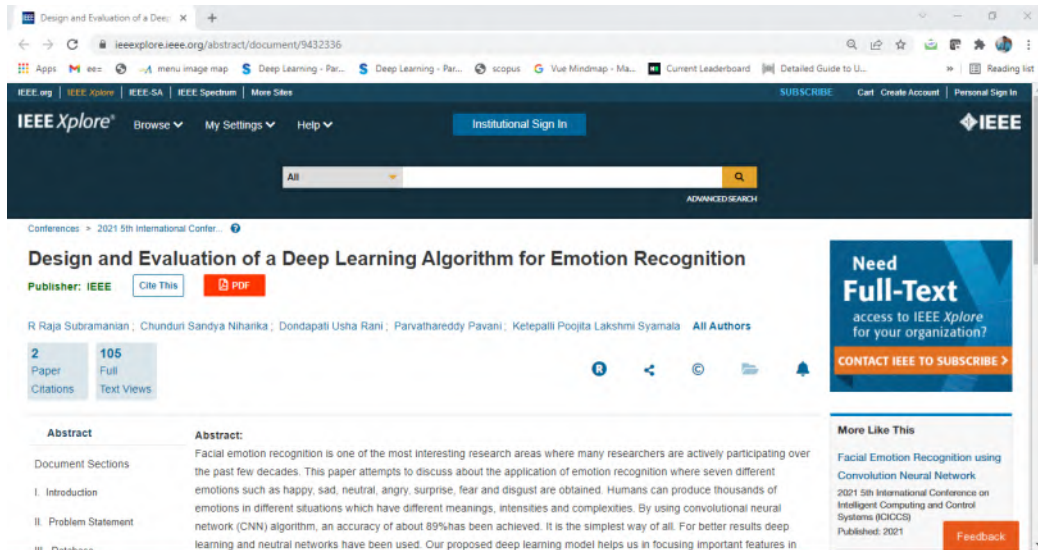 Design and Evaluation of a Deep
ieeexplore.ieee.org/abstract/document/9432336
Apps
menu image map
Deep Learning - Par...
Deep Learning - Par...
scopus
Vue Mindmap - Ma...
Current Leaderboard
Detailed Guide to U...
»
Reading list
IEEE.org | IEEE Xplore | IEEE-SA | IEEE Spectrum | More Sites
SUBSCRIBE
Cart Create Account | Personal Sign In
IEEE Xplore®
Browse
My Settings
Help
Institutional Sign In
IEEE
All
ADVANCED SEARCH
Conferences > 2021 5th International Confer...
Design and Evaluation of a Deep Learning Algorithm for Emotion Recognition
Publisher: IEEE
Cite This
PDF
R Raja Subramanian ; Chunduri Sandya Niharika ; Dondapati Usha Rani ; Parvathareddy Pavani ; Ketepalli Poojita Lakshmi Syamala All Authors
2
Paper
Citations
105
Full
Text Views
R
©
Need
Full-Text
access to IEEE Xplore
for your organization?
CONTACT IEEE TO SUBSCRIBE >
Abstract
Document Sections
I. Introduction
II. Problem Statement
III. Database
Abstract:
Facial emotion recognition is one of the most interesting research areas where many researchers are actively participating over
the past few decades. This paper attempts to discuss about the application of emotion recognition where seven different
emotions such as happy, sad, neutral, angry, surprise, fear and disgust are obtained. Humans can produce thousands of
emotions in different situations which have different meanings, intensities and complexities. By using convolutional neural
network (CNN) algorithm, an accuracy of about 89%has been achieved. It is the simplest way of all. For better results deep
learning and neutral networks have been used. Our proposed deep learning model helps us in focusing important features in
More Like This
Facial Emotion Recognition using
Convolution Neural Network
2021 5th International Conference on
Intelligent Computing and Control
Systems (ICICCS)
Published: 2021
Feedback